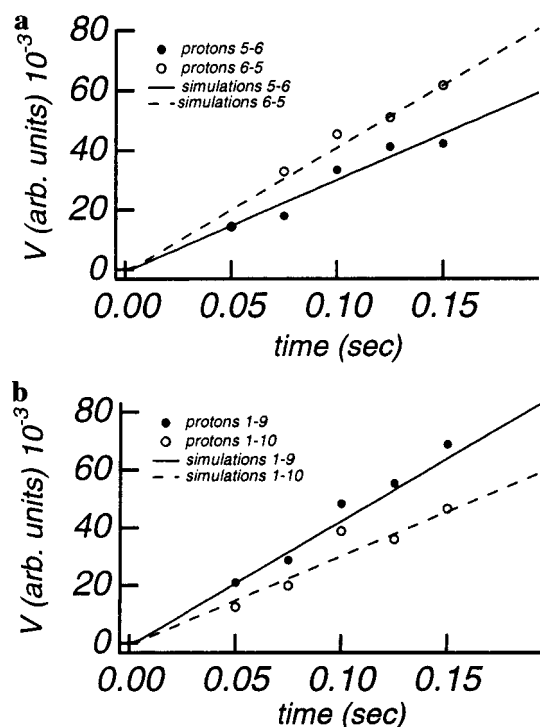 a
80
60
40
20
0
V (arb. units) 10-3
protons 5-6
protons 6-5
simulations 5-6
simulations 6-5
0.00 0.05 0.10 0.15
time (sec)
b
80
60
40
20
0
V (arb. units) 10-3
protons 1-9
protons 1-10
simulations 1-9
simulations 1-10
0.00 0.05 0.10 0.15
time (sec)